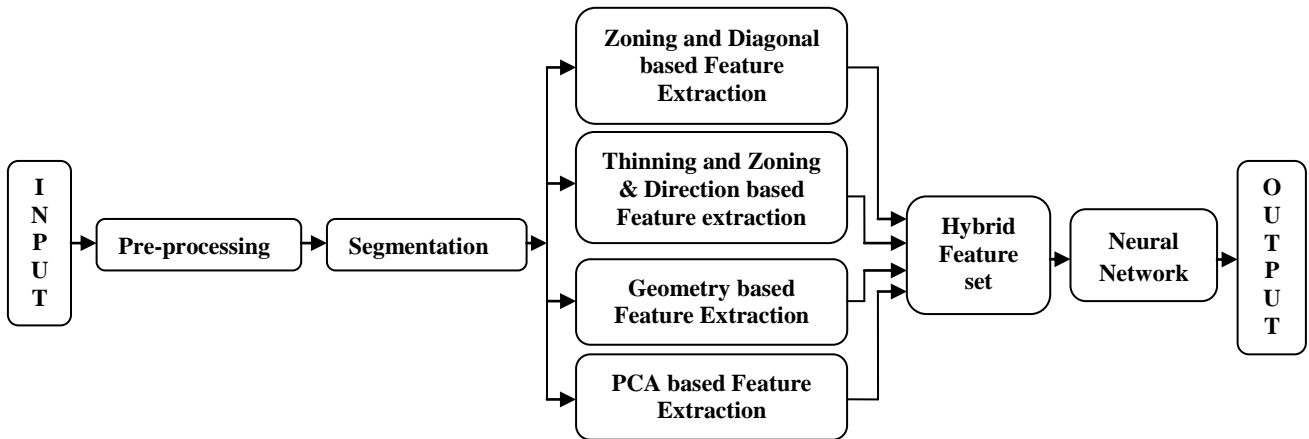 I
N
P
U
T
Pre-processing
Segmentation
Zoning and Diagonal
based Feature
Extraction
Thinning and Zoning
& Direction based
Feature extraction
Geometry based
Feature Extraction
PCA based Feature
Extraction
Hybrid
Feature
set
Neural
Network
O
U
T
P
U
T